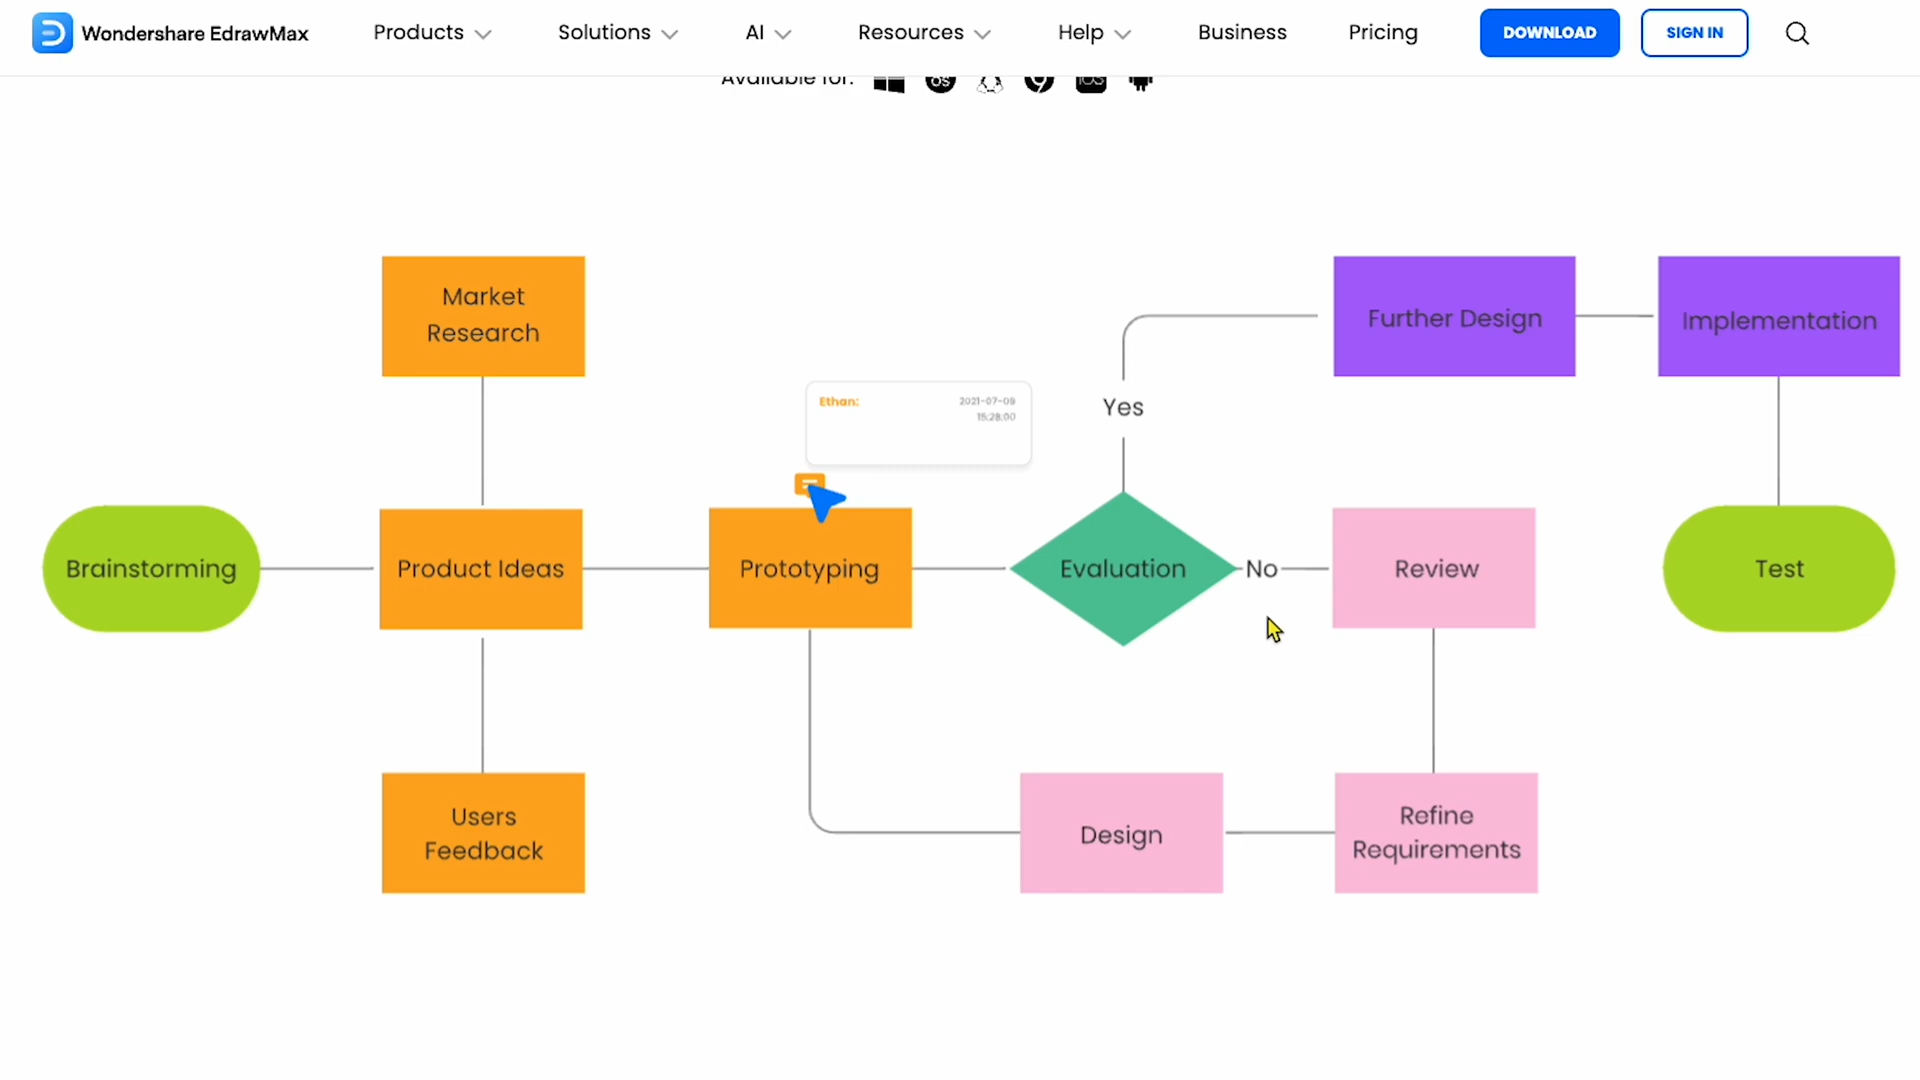 Wondershare EdrawMax
Products
Solutions
AI
Resources
Help
Business
Pricing
DOWNLOAD
SIGN IN
Available for:
Market
Research
Further Design
Implementation
Ethan:
2021-07-09
15:28:00
Yes
Brainstorming
Product Ideas
Prototyping
Evaluation
No
Review
Test
Users
Feedback
Design
Refine
Requirements